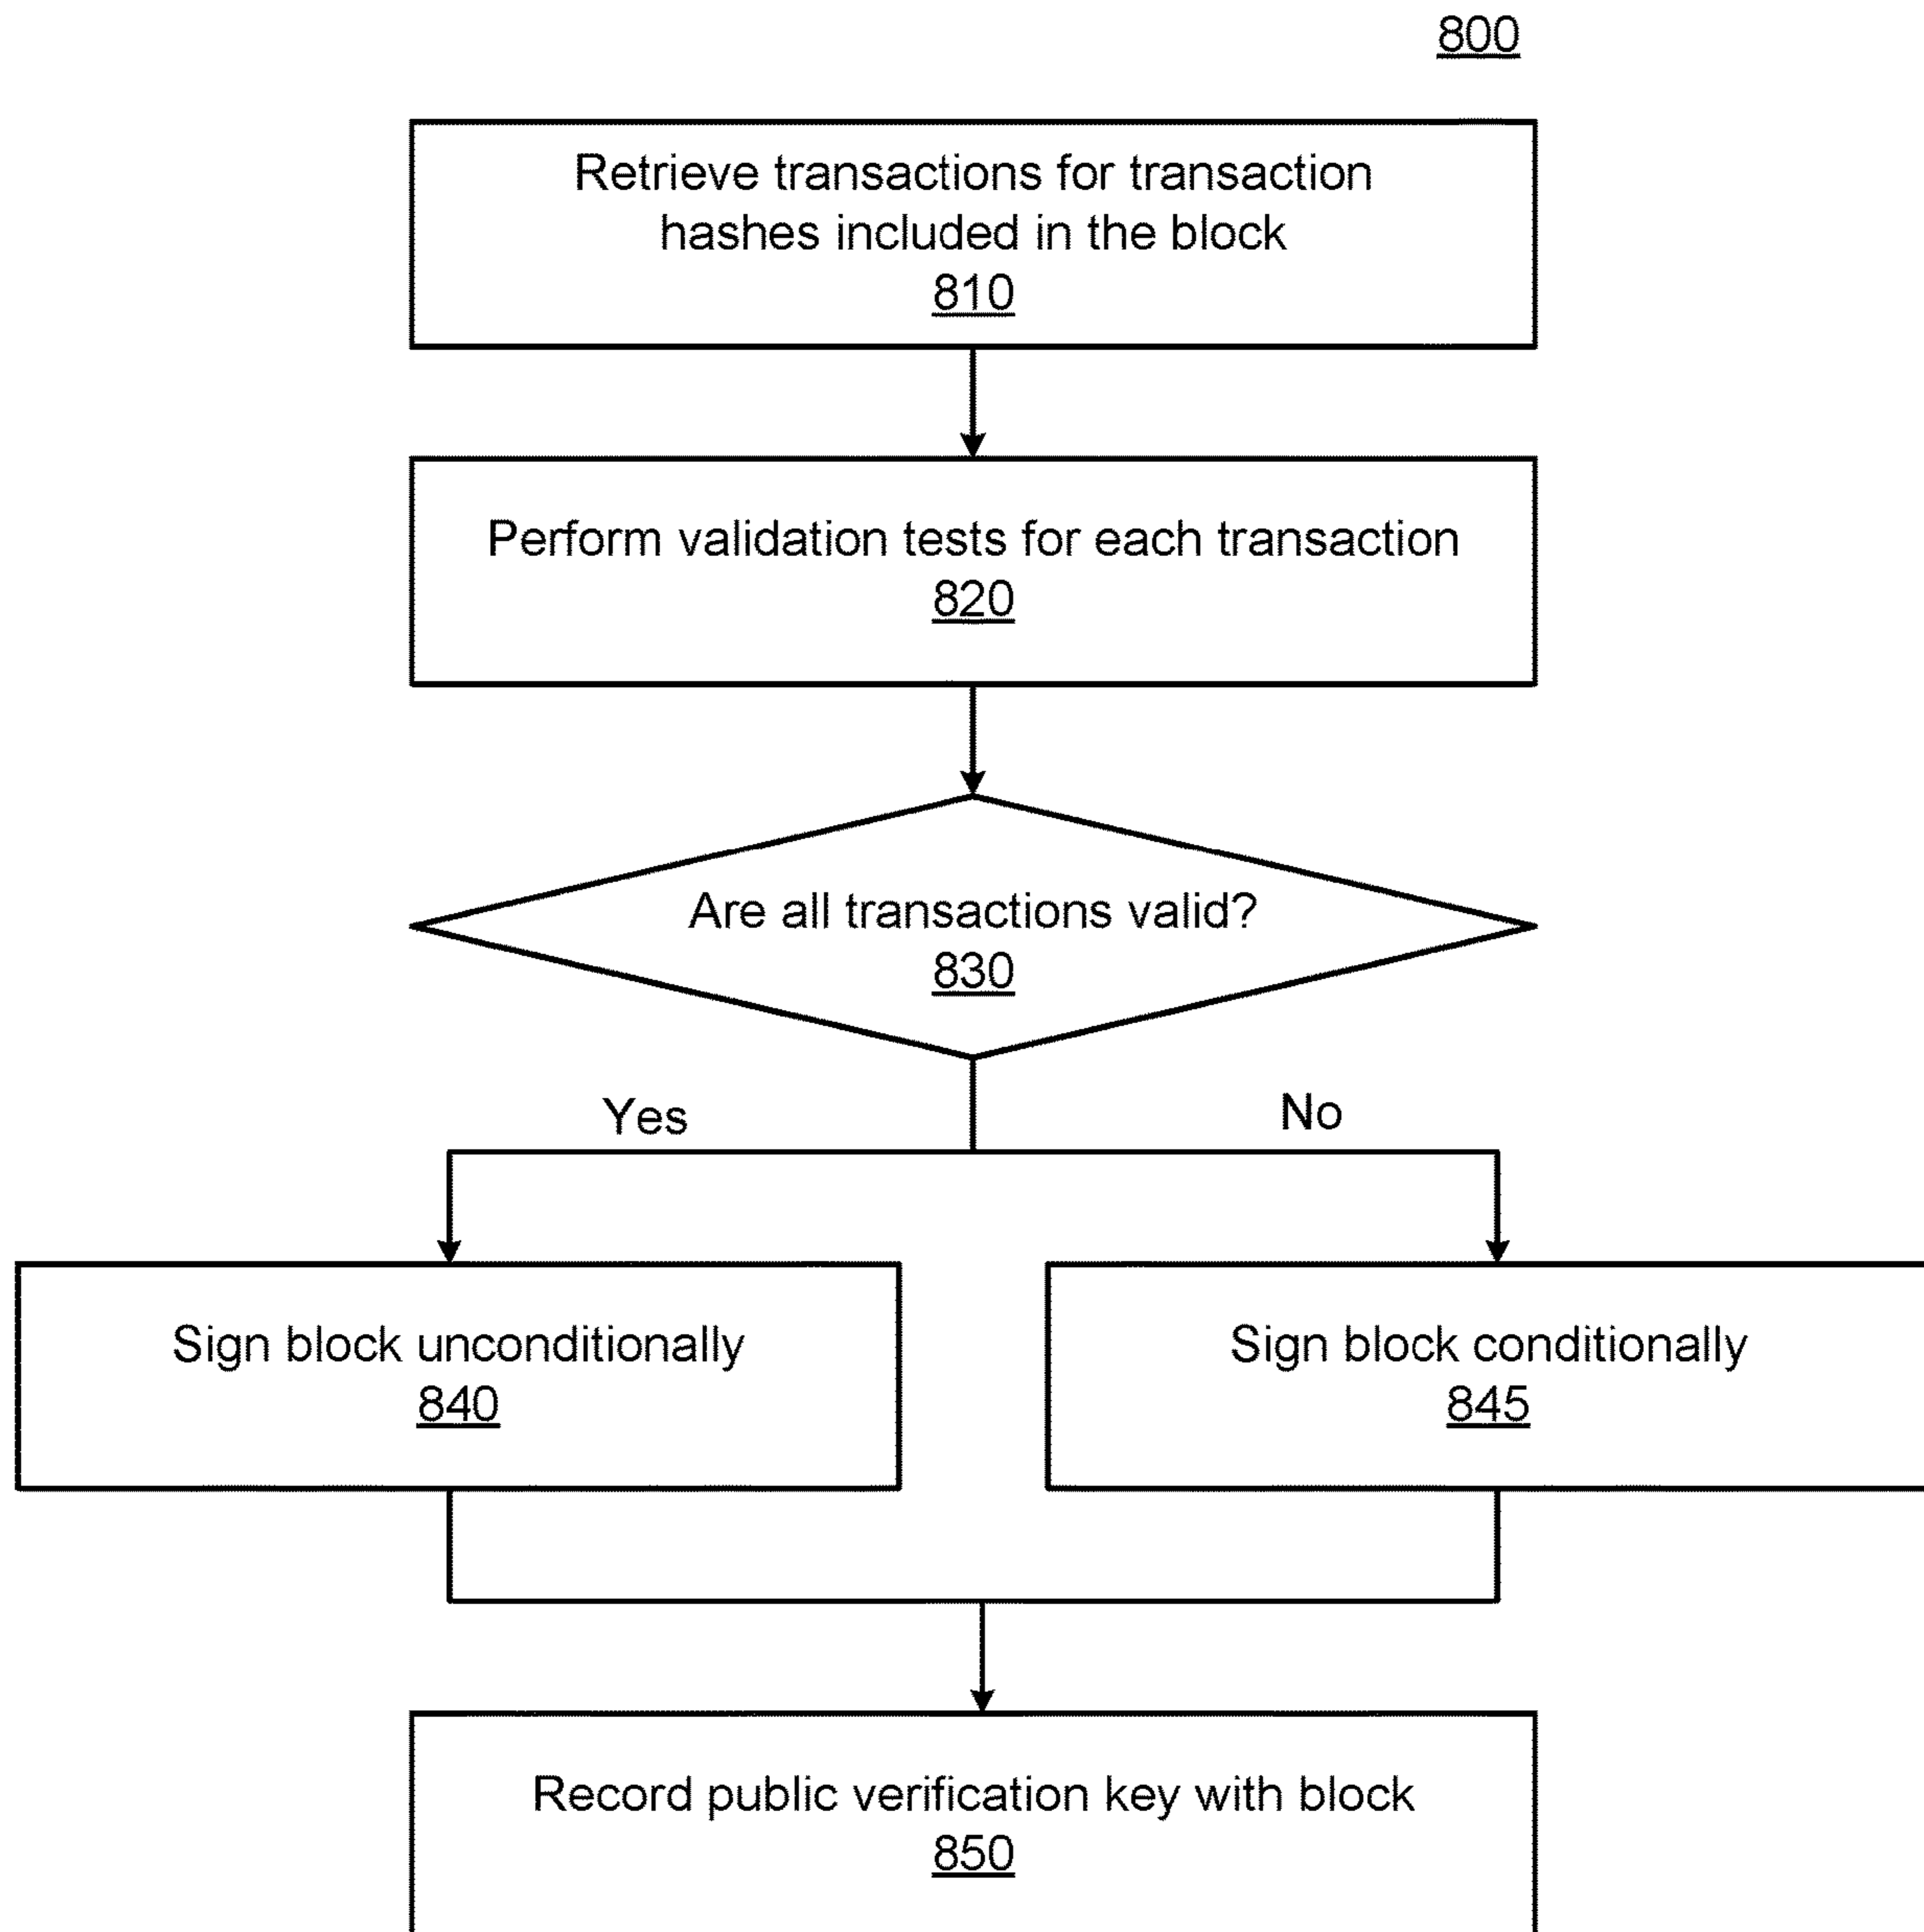 800
Retrieve transactions for transaction
hashes included in the block
810
Perform validation tests for each transaction
820
Are all transactions valid?
830
Yes
No
Sign block unconditionally
840
Sign block conditionally
845
Record public verification key with block
850